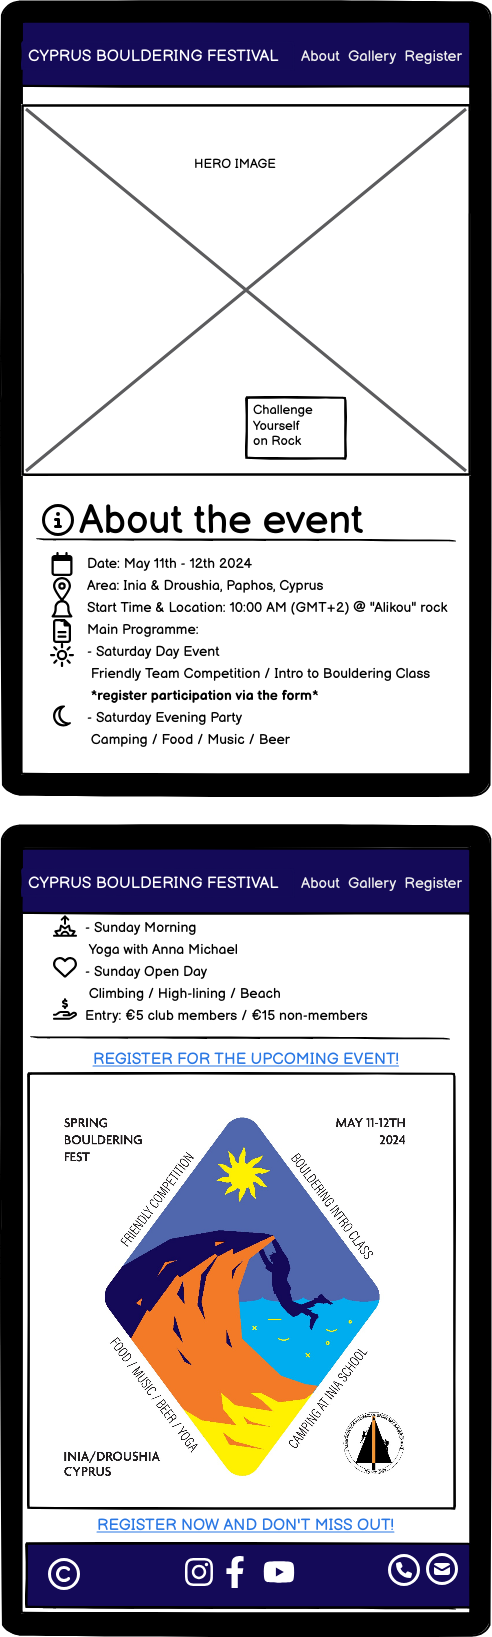 CYPRUS BOULDERING FESTIVAL About Gallery Register
HERO IMAGE
Challenge
Yourself
on Rock
About the event
Date: May 11th - 12th 2024
Area: Inia & Droushia, Paphos, Cyprus
Start Time & Location: 10:00 AM (GMT+2) @ "Alikou" rock
Main Programme:
- Saturday Day Event
Friendly Team Competition / Intro to Bouldering Class
*register participation via the form*
- Saturday Evening Party
Camping / Food / Music / Beer
CYPRUS BOULDERING FESTIVAL About Gallery Register
- Sunday Morning
Yoga with Anna Michael
- Sunday Open Day
Climbing / High-lining / Beach
Entry: €5 club members / €15 non-members
REGISTER FOR THE UPCOMING EVENT!
SPRING
BOULDERING
FEST
MAY 11-12TH
2024
FRIENDLY COMPETITION
BOULDERING INTRO CLASS
FOOD / MUSIC / BEER / YOGA
CAMPING AT INIA SCHOOL
INIA/DROUSHIA
CYPRUS
REGISTER NOW AND DON'T MISS OUT!